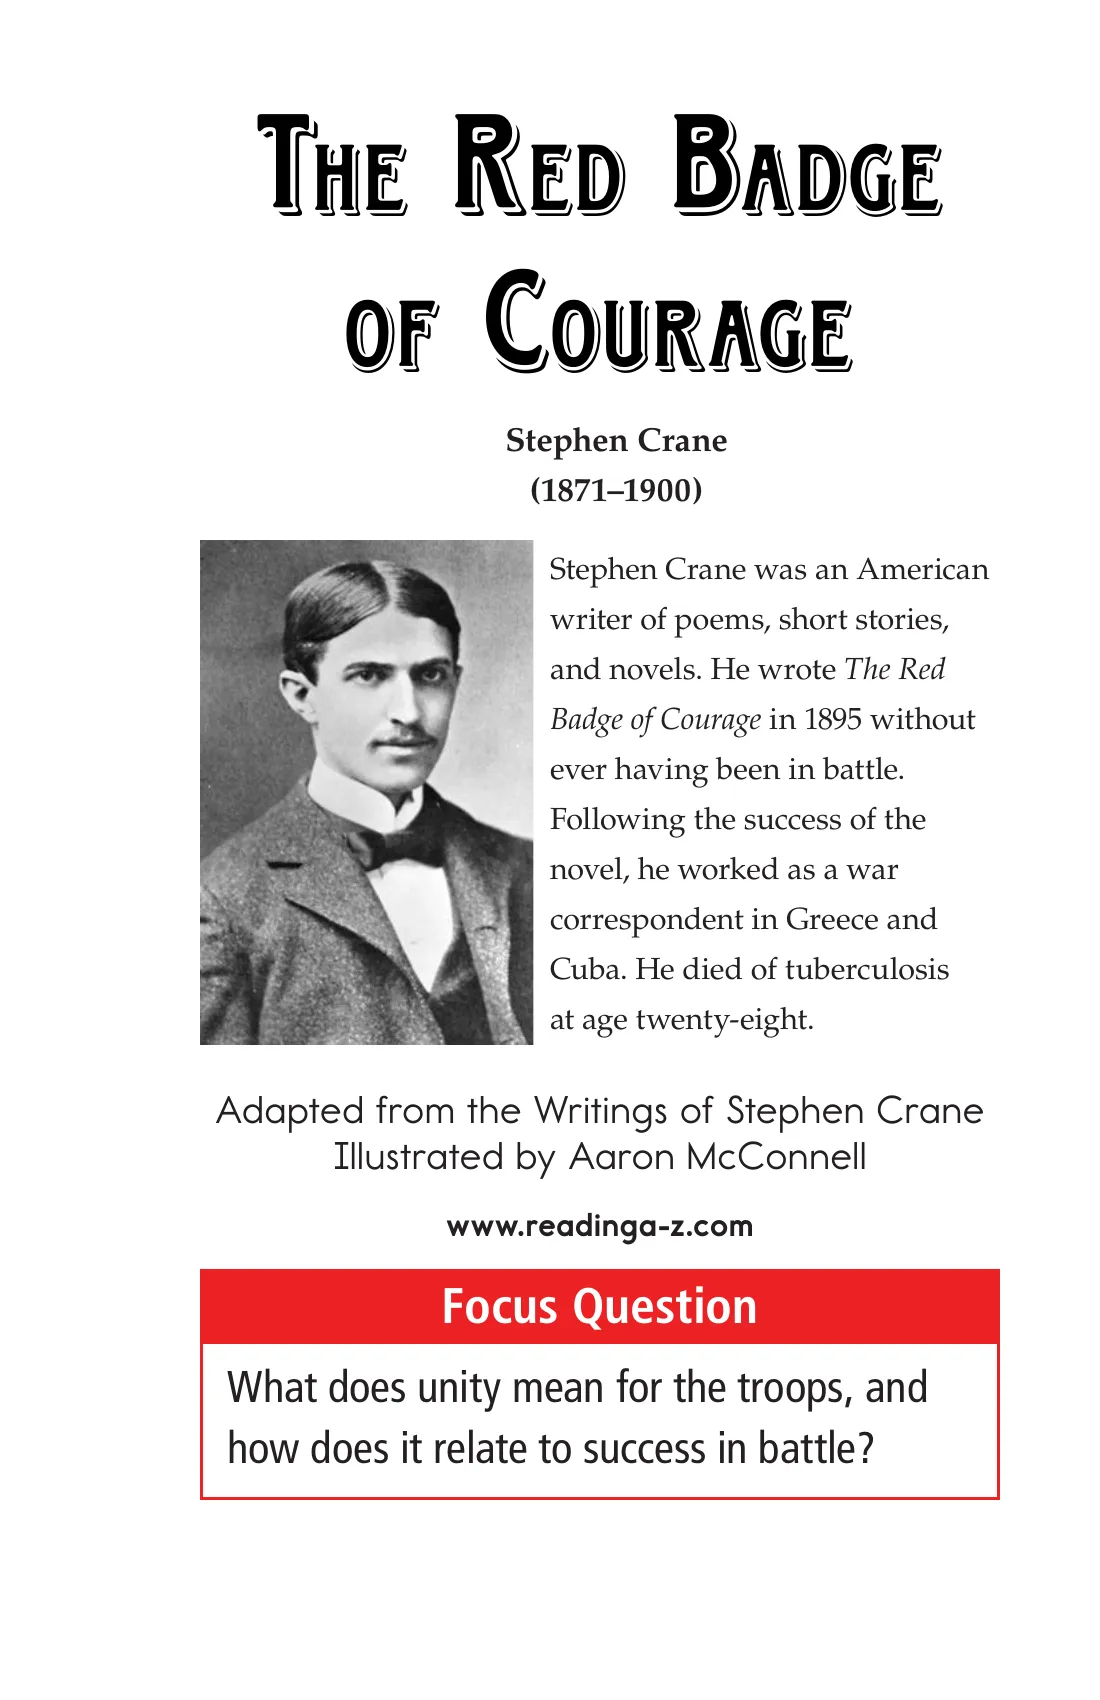 The Red Badge
of Courage
Stephen Crane
(1871–1900)
Stephen Crane was an American
writer of poems, short stories,
and novels. He wrote The Red
Badge of Courage in 1895 without
ever having been in battle.
Following the success of the
novel, he worked as a war
correspondent in Greece and
Cuba. He died of tuberculosis
at age twenty-eight.
Adapted from the Writings of Stephen Crane
Illustrated by Aaron McConnell
www.readinga-z.com
Focus Question
What does unity mean for the troops, and
how does it relate to success in battle?